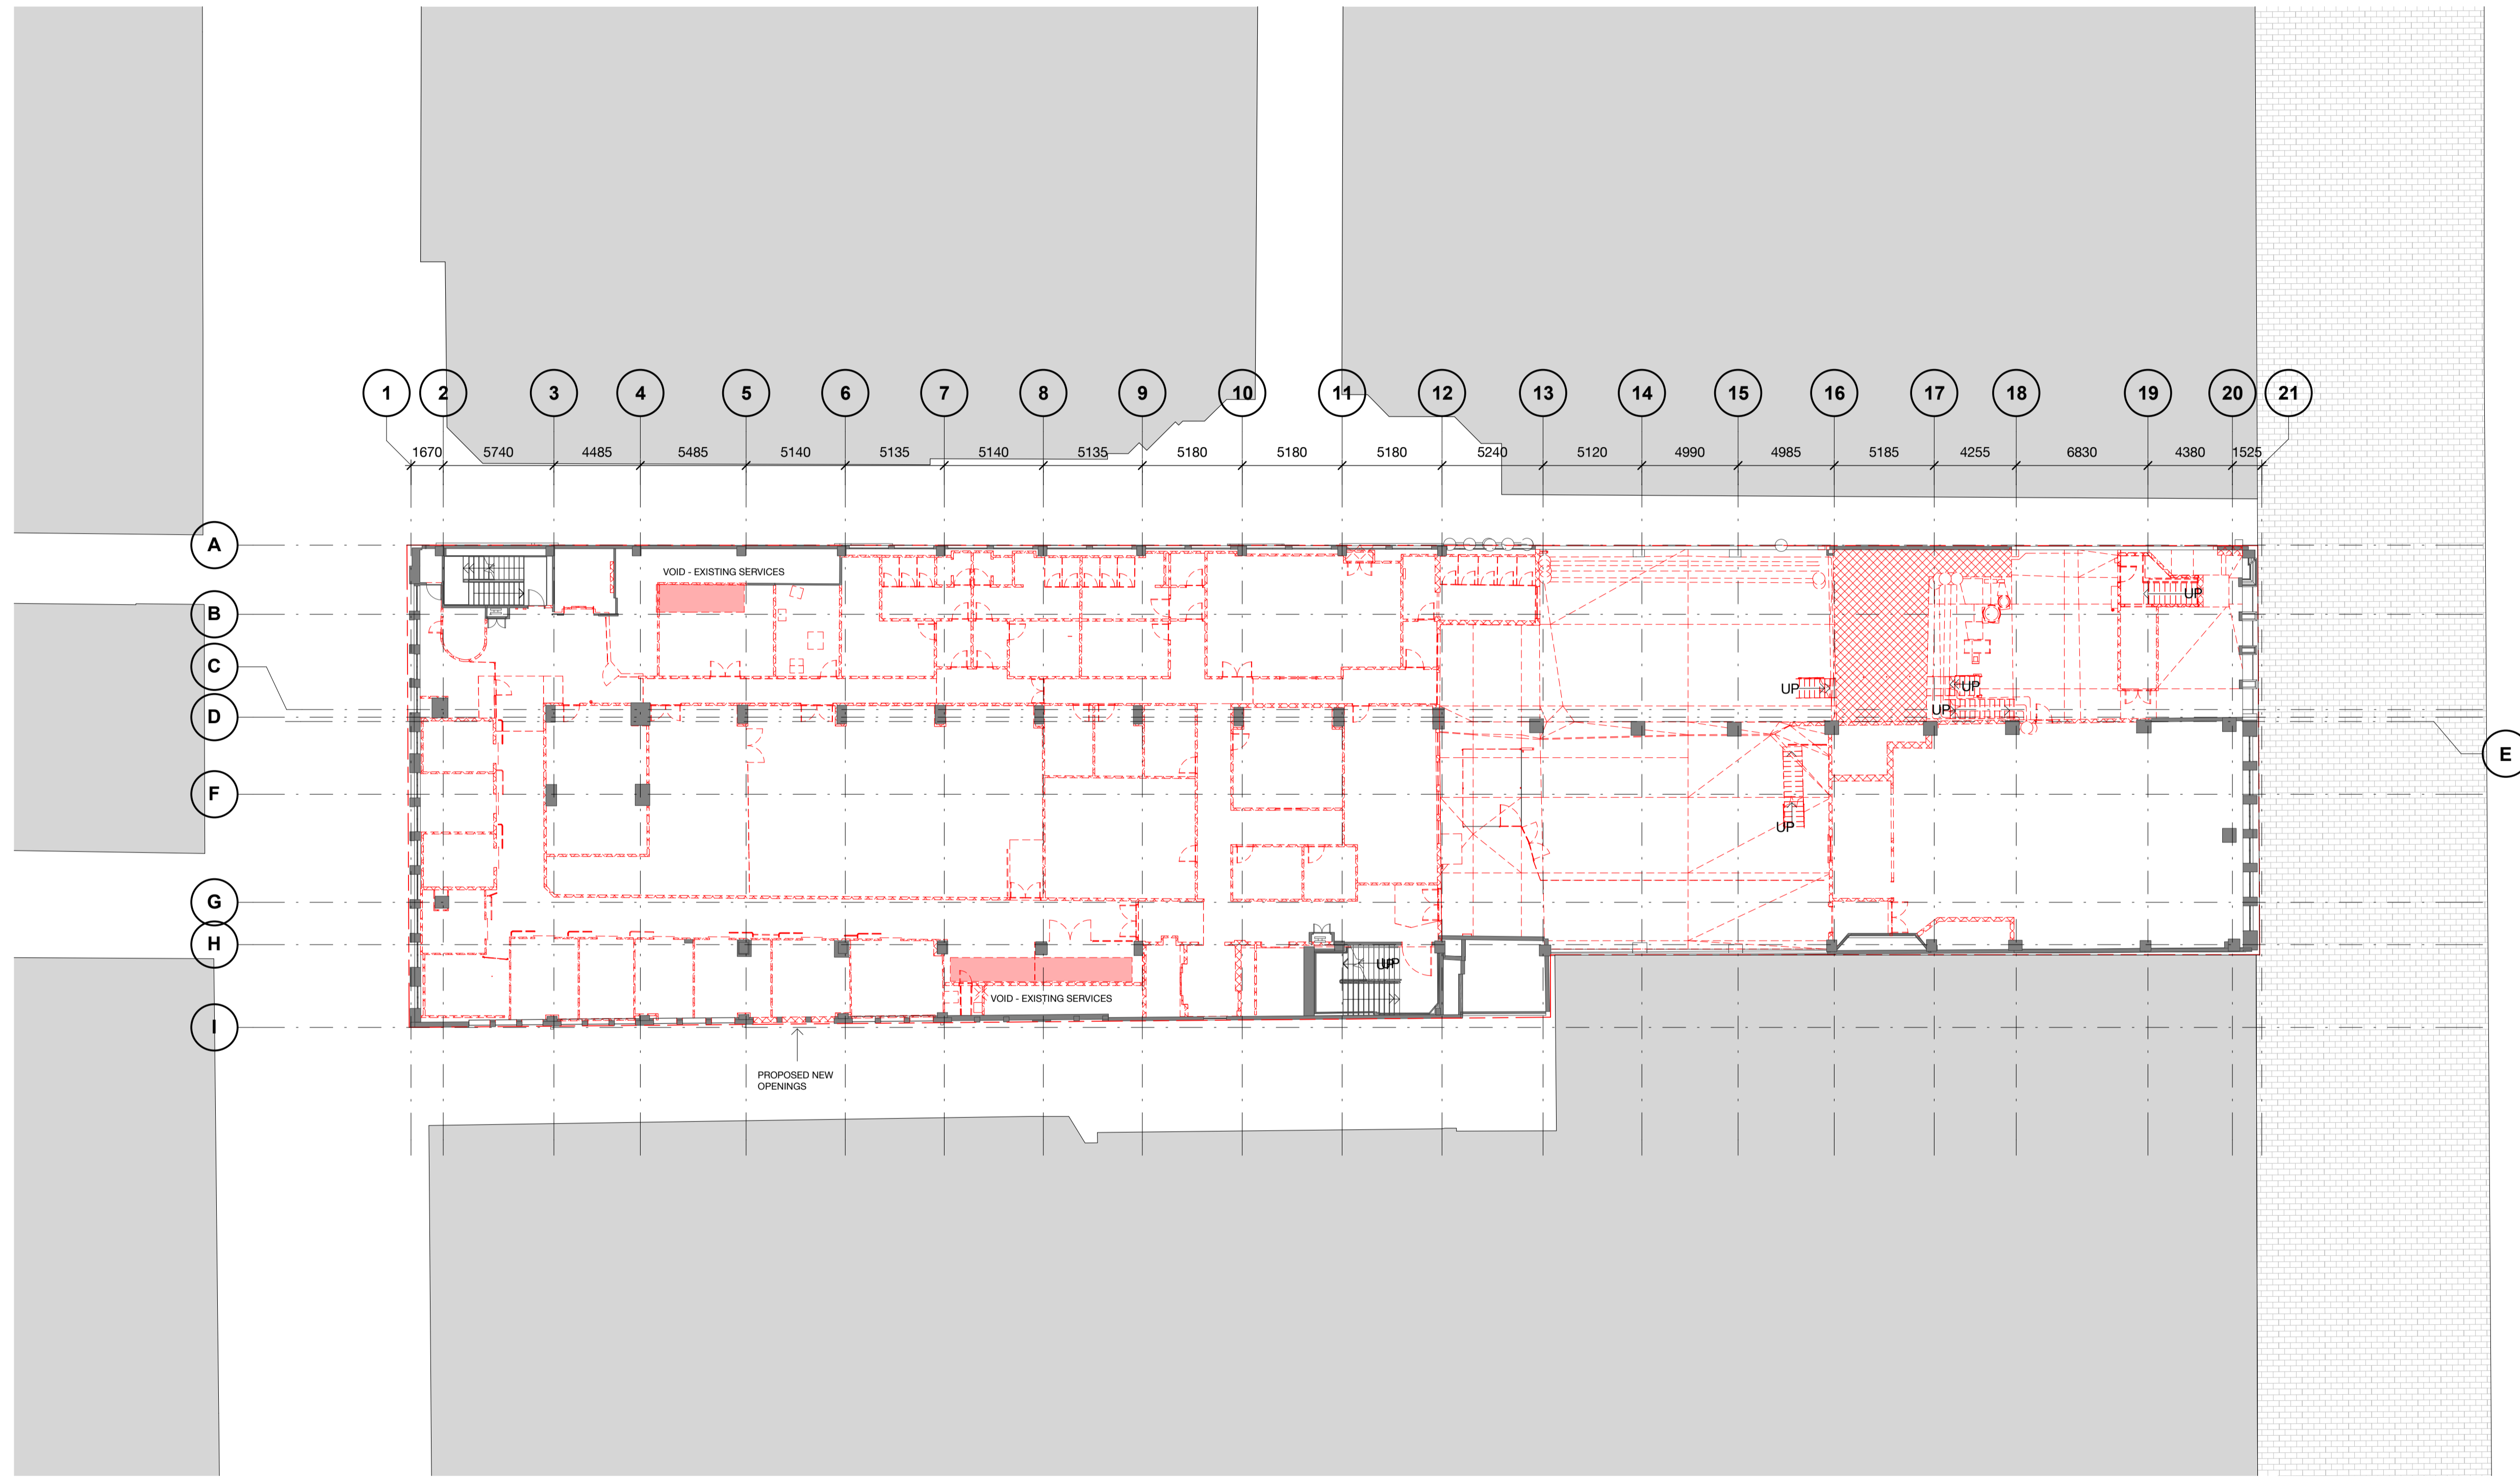 1 2 3 4 5 6 7 8 9 10 11 12 13 14 15 16 17 18 19 20 21
1670 5740 4485 5485 5140 5135 5140 5135 5180 5180 5180 5240 5120 4990 4985 5185 4255 6830 4380 1525
A
VOID - EXISTING SERVICES
UP
B
C
UP UP
UP
D
E
F
UP
G
H
UP UP
VOID - EXISTING SERVICES
I
PROPOSED NEW
OPENINGS